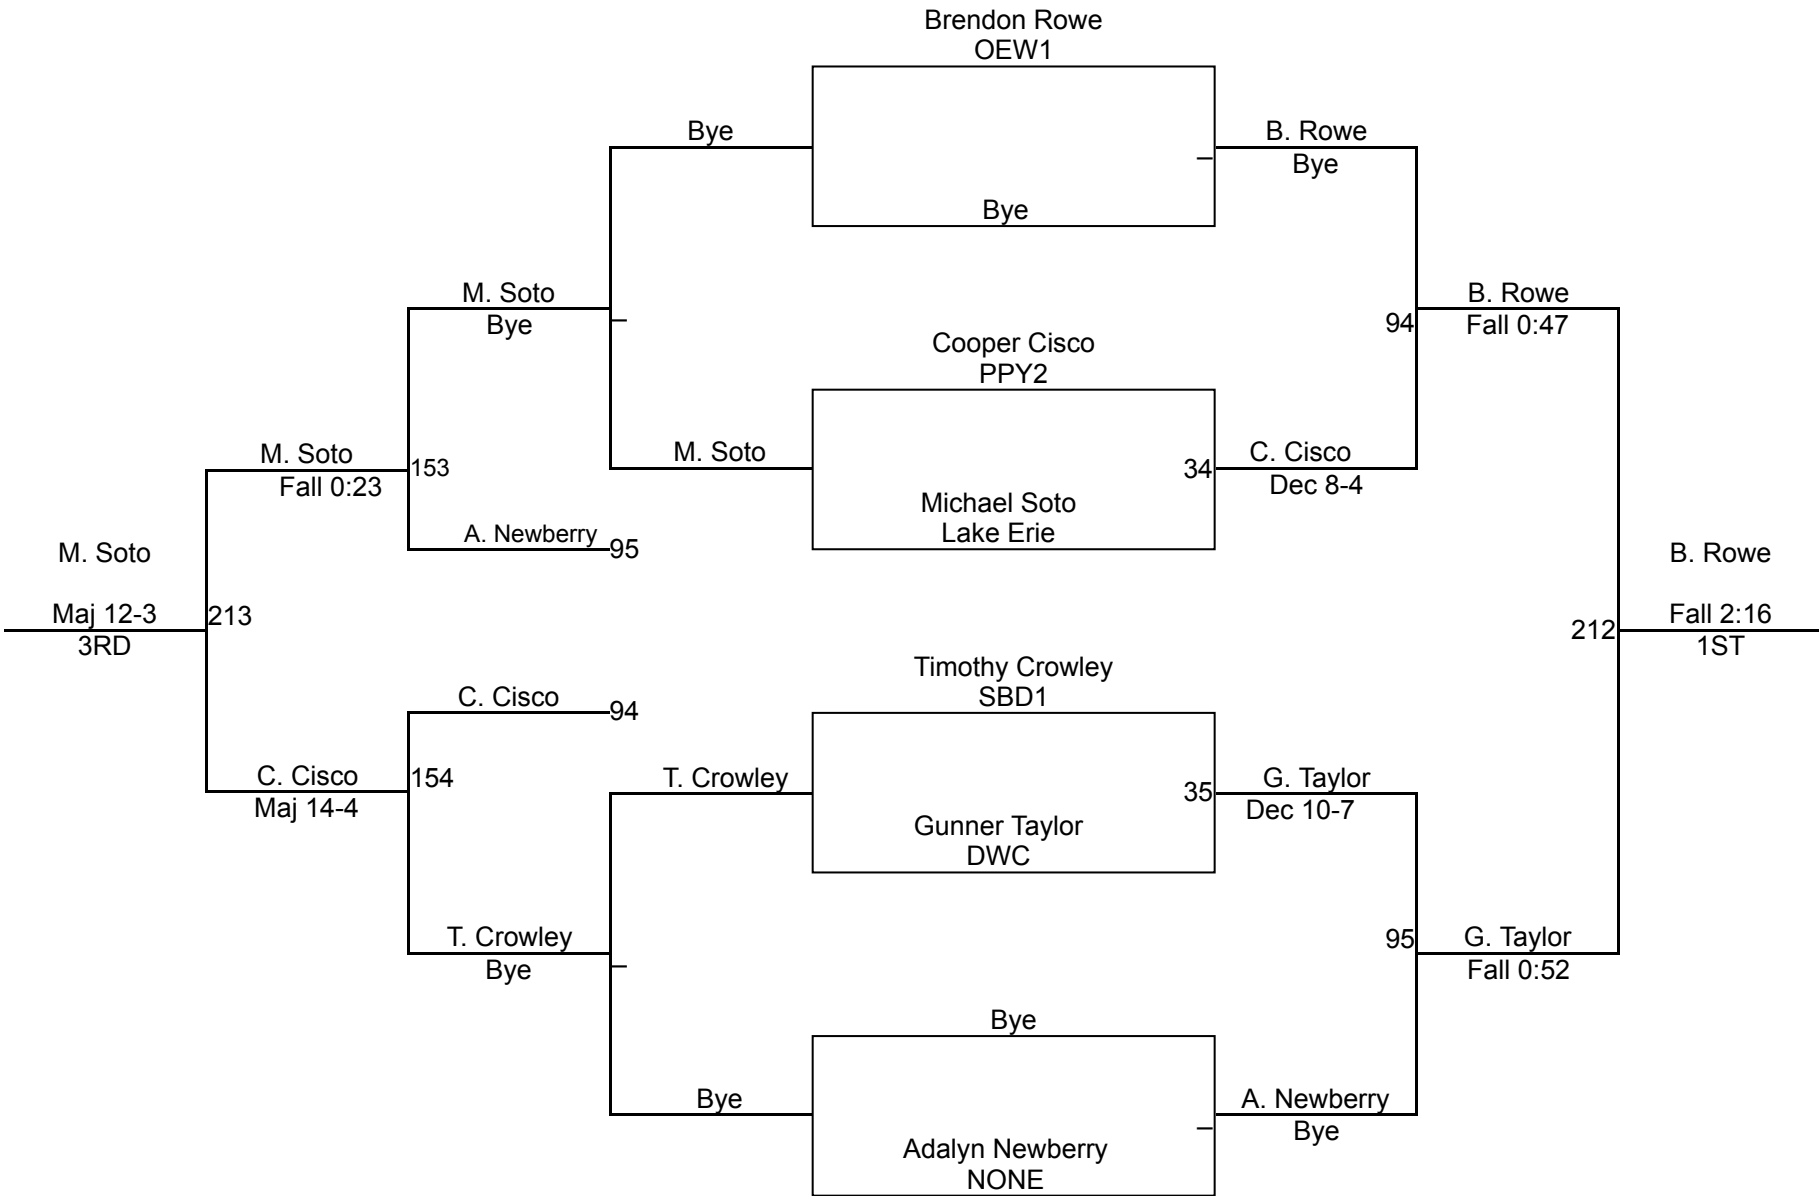 Brendon Rowe
OEW1
Bye
B. Rowe
Bye
Bye
M. Soto
Bye
B. Rowe
Fall 0:47
94
Cooper Cisco
PPY2
M. Soto
Fall 0:23
153
M. Soto
34
C. Cisco
Dec 8-4
Michael Soto
Lake Erie
A. Newberry
95
M. Soto
Maj 12-3
3RD
213
B. Rowe
Fall 2:16
1ST
212
Timothy Crowley
SBD1
C. Cisco
94
C. Cisco
Maj 14-4
154
T. Crowley
35
G. Taylor
Dec 10-7
Gunner Taylor
DWC
T. Crowley
Bye
95
G. Taylor
Fall 0:52
Bye
Bye
A. Newberry
Bye
Adalyn Newberry
NONE